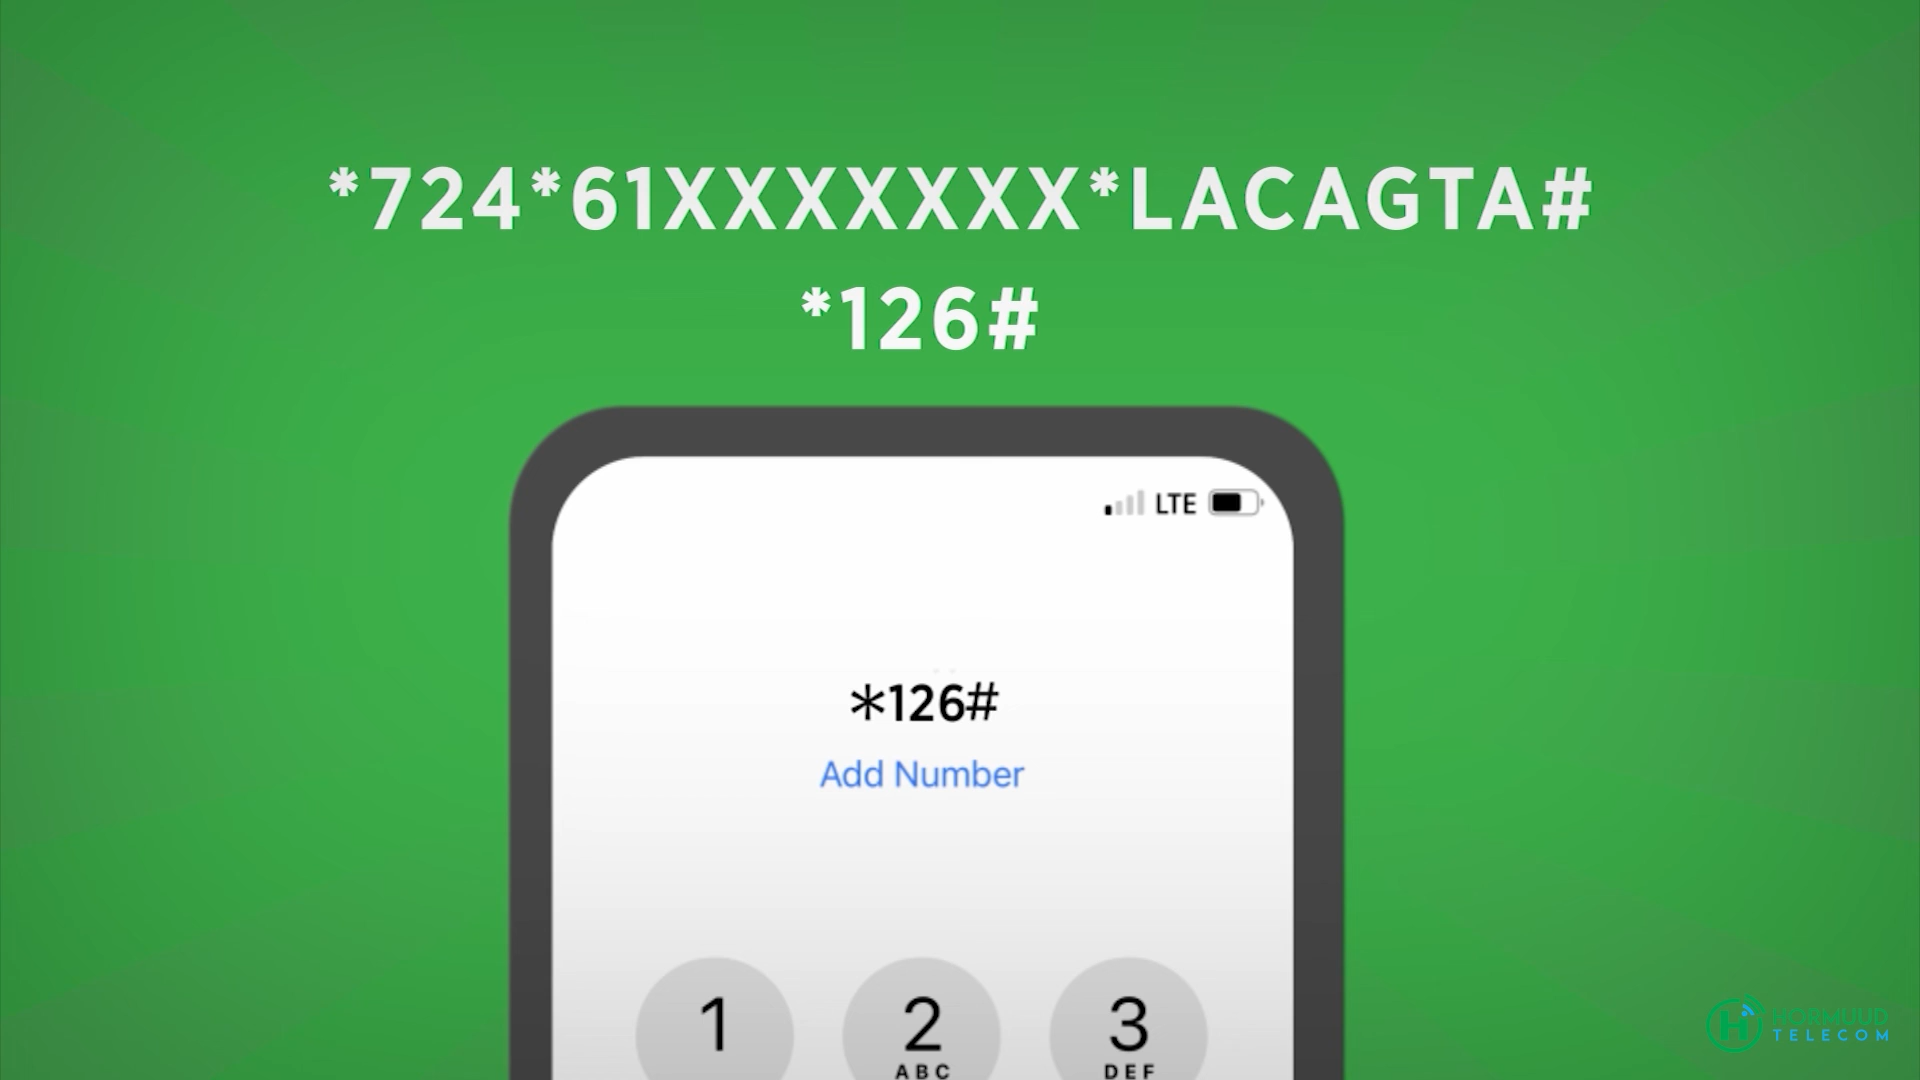 *724*61XXXXXXX*LACAGTA#
*126#
LTE
*126#
Add Number
1 2 3
ABC DEF
HORMUUD
TELECOM